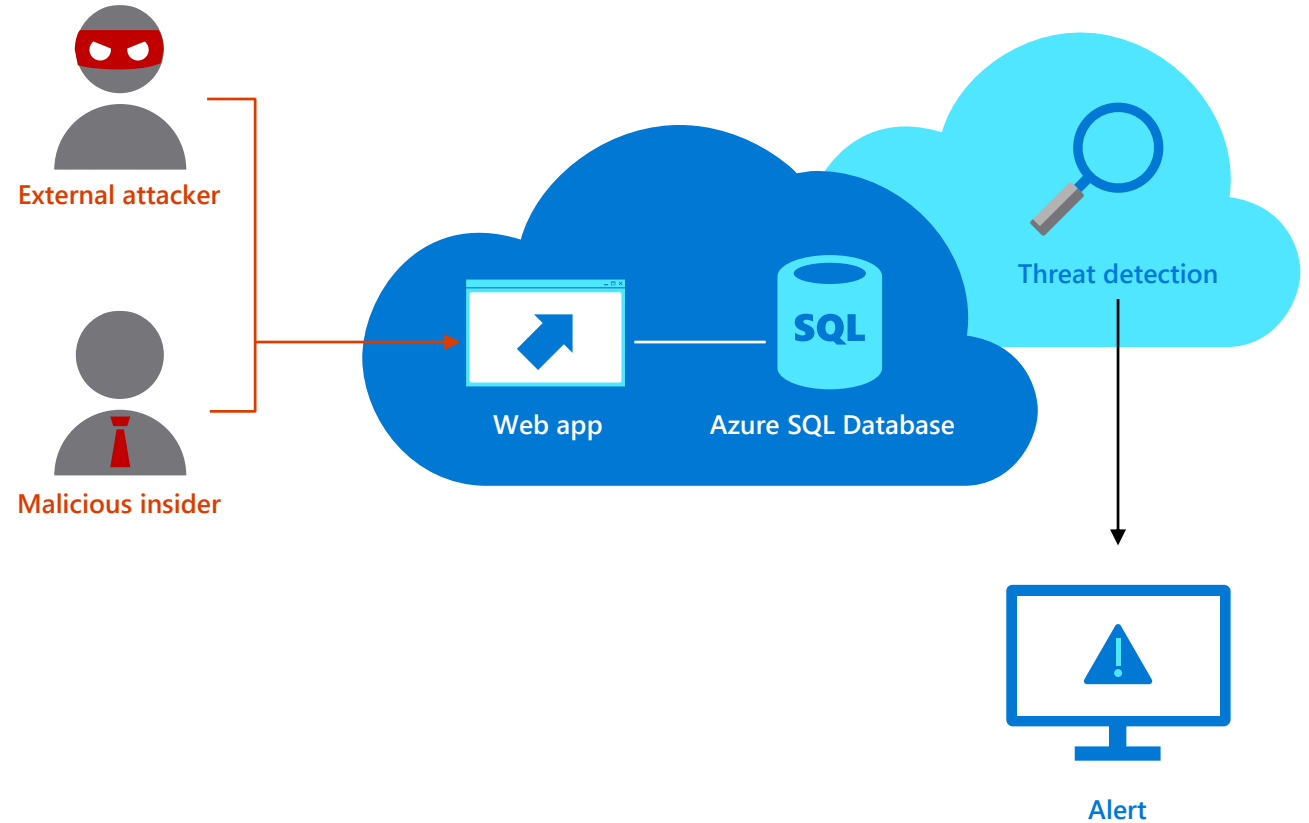 External attacker
Threat detection
SQL
Web app
Azure SQL Database
Malicious insider
Alert